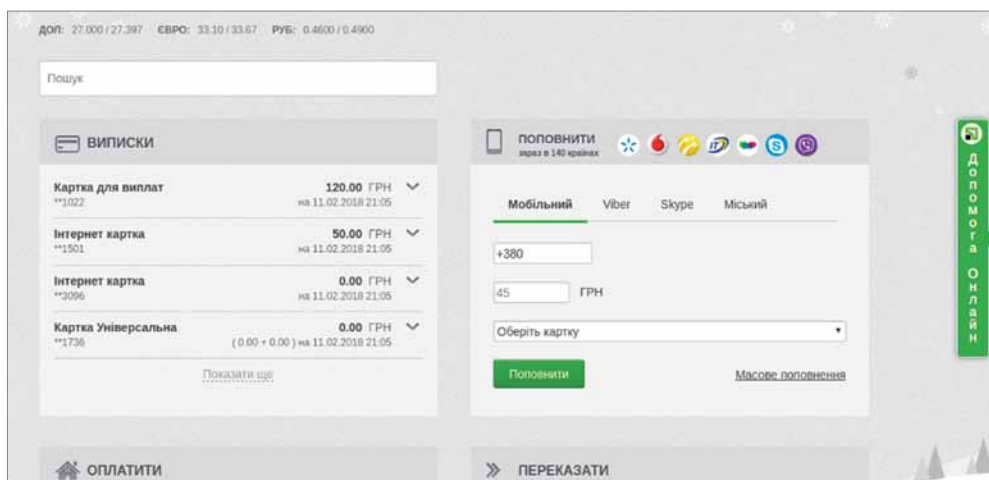 ДОЛ: 27.000 / 27.397 ЄВРО: 33.10 / 33.67 РУБ: 0.4600 / 0.4900
Пошук
ВИПИСКИ
Картка для виплат 120.00 ГРН
**1022 на 11.02.2018 21:05
Інтернет картка 50.00 ГРН
**1501 на 11.02.2018 21:05
Інтернет картка 0.00 ГРН
**3096 на 11.02.2018 21:05
Картка Універсальна 0.00 ГРН
**1736 ( 0.00 + 0.00 ) на 11.02.2018 21:05
Показати ще
ПОПОВНИТИ
зараз в 140 країнах
Мобільний Viber Skype Міський
+380
45 ГРН
Оберіть картку
Поповнити Масове поповнення
Допомога Онлайн
ОПЛАТИТИ
ПЕРЕКАЗАТИ